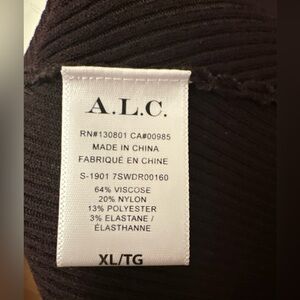 A.L.C.
RN#130801 CA#00985
MADE IN CHINA
FABRIQUÉ EN CHINE
S-1901 7SWDR00160
64% VISCOSE
20% NYLON
13% POLYESTER
3% ELASTANE /
ÉLASTHANNE
XL/TG